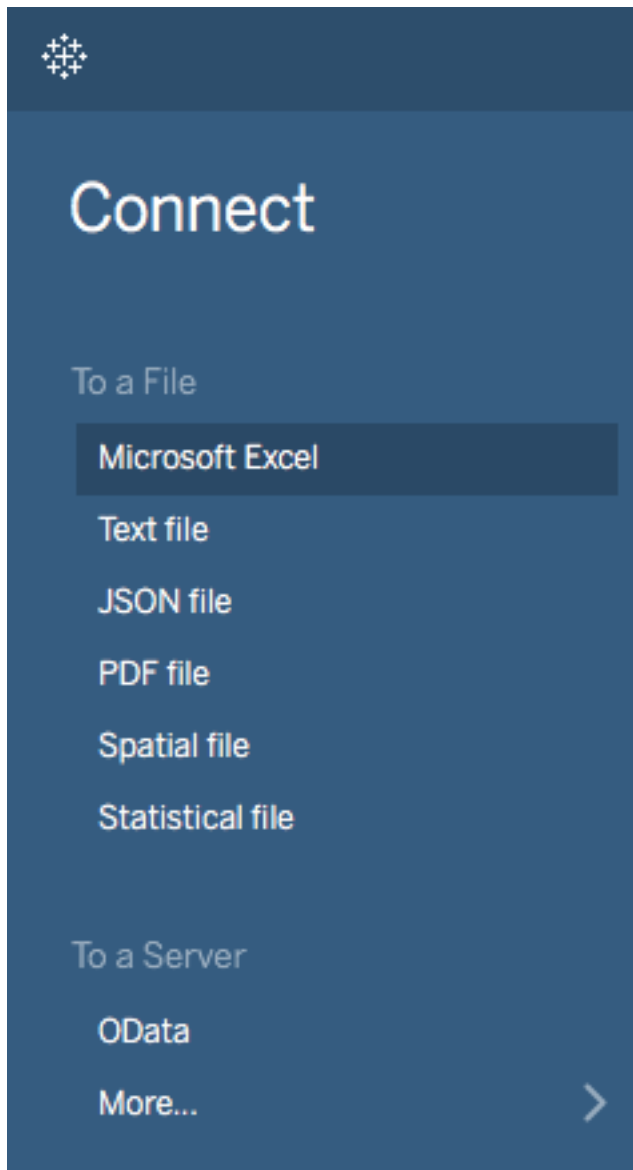 Connect
To a File
Microsoft Excel
Text file
JSON file
PDF file
Spatial file
Statistical file
To a Server
OData
More...